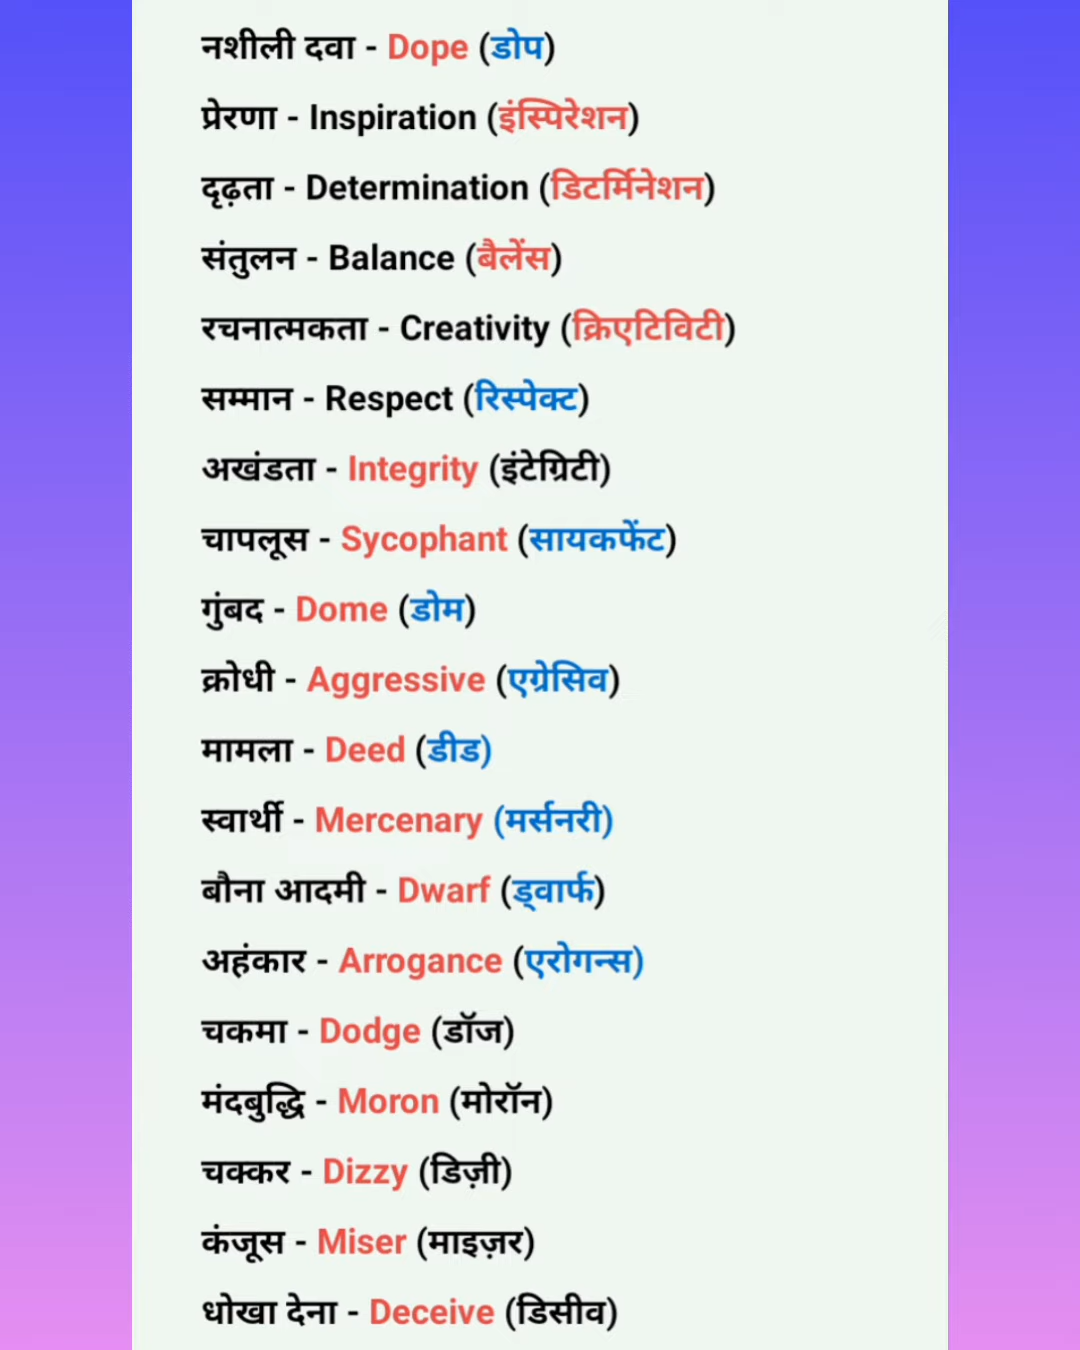 नशीली दवा - Dope (डोप)
प्रेरणा - Inspiration (इंस्पिरेशन)
दृढ़ता - Determination (डिटर्मिनेशन)
संतुलन - Balance (बैलेंस)
रचनात्मकता - Creativity (क्रिएटिविटी)
सम्मान - Respect (रिस्पेक्ट)
अखंडता - Integrity (इंटेग्रिटी)
चापलूस - Sycophant (सायकफेंट)
गुंबद - Dome (डोम)
क्रोधी - Aggressive (एग्रेसिव)
मामला - Deed (डीड)
स्वार्थी - Mercenary (मर्सनरी)
बौना आदमी - Dwarf (ड्वार्फ)
अहंकार - Arrogance (एरोगन्स)
चकमा - Dodge (डॉज)
मंदबुद्धि - Moron (मोरॉन)
चक्कर - Dizzy (डिज़ी)
कंजूस - Miser (माइज़र)
धोखा देना - Deceive (डिसीव)